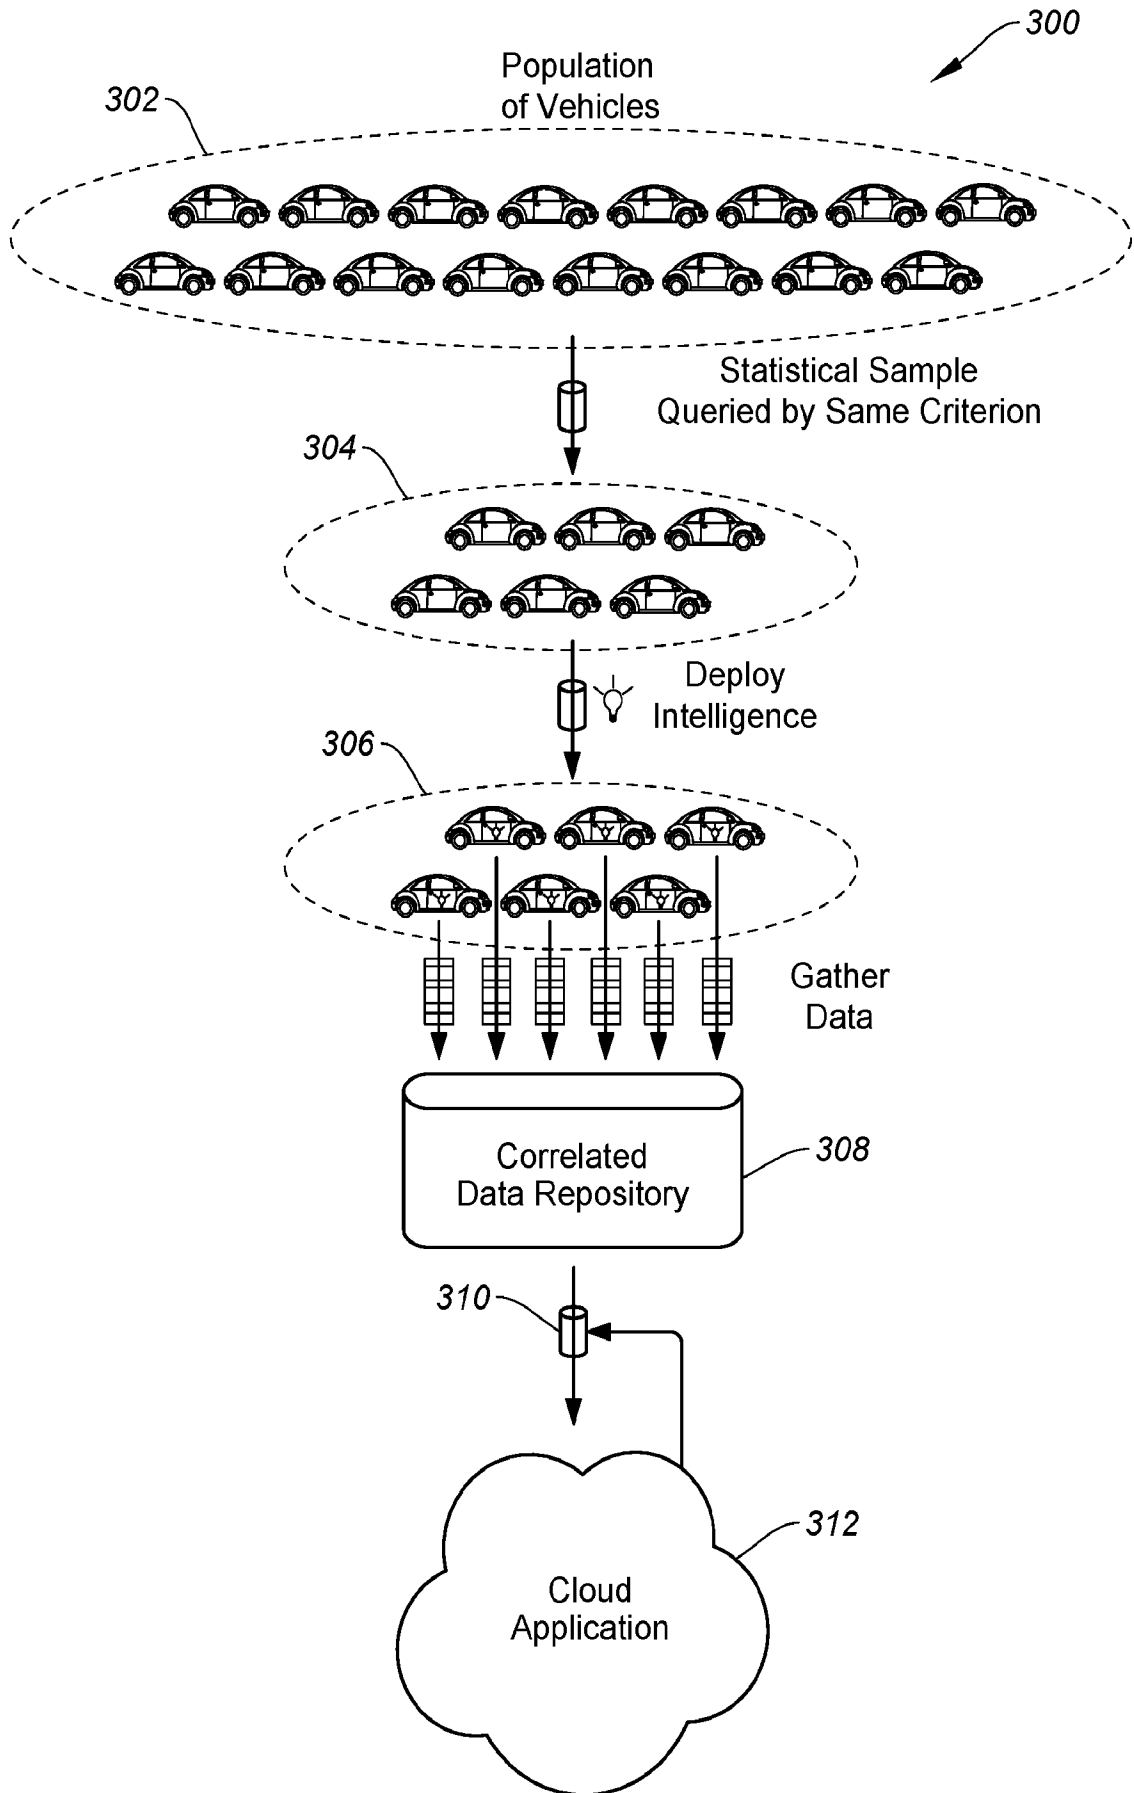 300
Population
of Vehicles
302
Statistical Sample
Queried by Same Criterion
304
Deploy
Intelligence
306
Gather
Data
Correlated
Data Repository
308
310
312
Cloud
Application